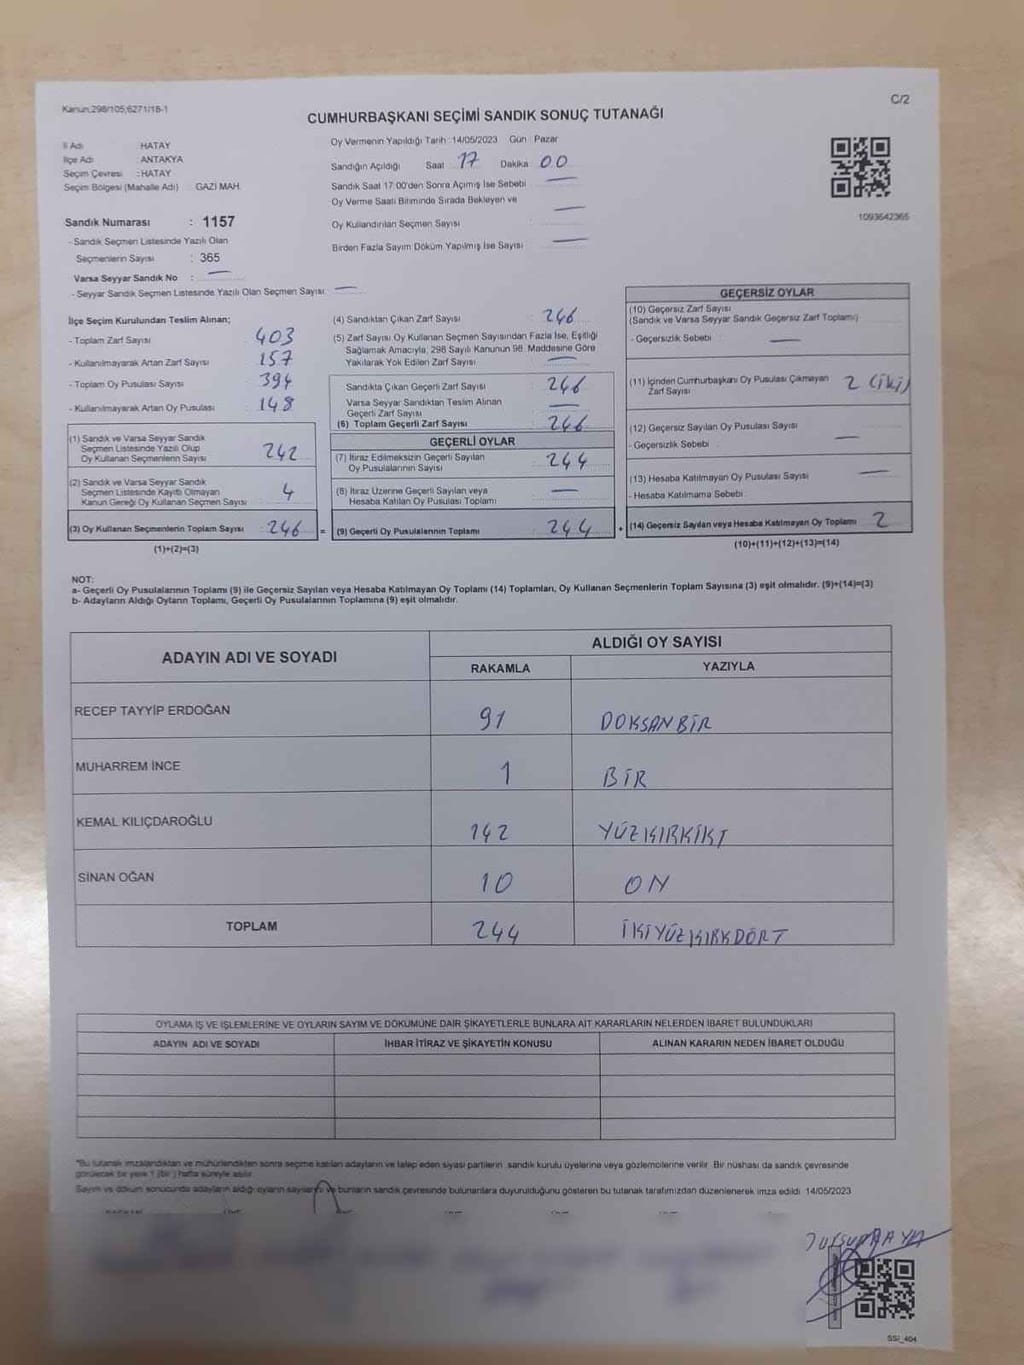 Kanun:298/105,6271/16-1
C/2
CUMHURBAŞKANI SEÇİMİ SANDIK SONUÇ TUTANAĞI
İl Adı : HATAY
İlçe Adı : ANTAKYA
Seçim Çevresi : HATAY
Seçim Bölgesi (Mahalle Adı) GAZİ MAH.
Sandık Numarası : 1157
- Sandık Seçmen Listesinde Yazılı Olan
Seçmenlerin Sayısı : 365
Varsa Seyyar Sandık No : —
- Seyyar Sandık Seçmen Listesinde Yazılı Olan Seçmen Sayısı: —
Oy Vermenin Yapıldığı Tarih :14/05/2023 Gün : Pazar
Sandığın Açıldığı Saat 17 Dakika 00
Sandık Saat 17:00'den Sonra Açımış İse Sebebi —
Oy Verme Saati Bitiminde Sırada Bekleyen ve
Oy Kullandırılan Seçmen Sayısı —
Birden Fazla Sayım Döküm Yapılmış İse Sayısı —
1093642365
İlçe Seçim Kurulundan Teslim Alınan;
- Toplam Zarf Sayısı : 403
- Kullanılmayarak Artan Zarf Sayısı : 157
- Toplam Oy Pusulası Sayısı : 394
- Kullanılmayarak Artan Oy Pusulası : 148
(1) Sandık ve Varsa Seyyar Sandık
Seçmen Listesinde Yazılı Olup
Oy Kullanan Seçmenlerin Sayısı : 242
(2) Sandık ve Varsa Seyyar Sandık
Seçmen Listesinde Kayıtlı Olmayan
Kanun Gereği Oy Kullanan Seçmen Sayısı : 4
(3) Oy Kullanan Seçmenlerin Toplam Sayısı : 246 =
(1)+(2)=(3)
(4) Sandıktan Çıkan Zarf Sayısı : 246
(5) Zarf Sayısı Oy Kullanan Seçmen Sayısından Fazla İse, Eşitliği
Sağlamak Amacıyla, 298 Sayılı Kanunun 98. Maddesine Göre
Yakılarak Yok Edilen Zarf Sayısı : —
Sandıkta Çıkan Geçerli Zarf Sayısı : 246
Varsa Seyyar Sandıktan Teslim Alınan
Geçerli Zarf Sayısı : —
(6) Toplam Geçerli Zarf Sayısı : 246
GEÇERLİ OYLAR
(7) İtiraz Edilmeksizin Geçerli Sayılan
Oy Pusulalarının Sayısı : 244
(8) İtiraz Üzerine Geçerli Sayılan veya
Hesaba Katılan Oy Pusulası Toplamı : —
(9) Geçerli Oy Pusulalarının Toplamı : 244 +
GEÇERSİZ OYLAR
(10) Geçersiz Zarf Sayısı
(Sandık ve Varsa Seyyar Sandık Geçersiz Zarf Toplamı)
- Geçersizlik Sebebi : —
(11) İçinden Cumhurbaşkanı Oy Pusulası Çıkmayan
Zarf Sayısı : 2 (iki)
(12) Geçersiz Sayılan Oy Pusulası Sayısı
- Geçersizlik Sebebi : —
(13) Hesaba Katılmayan Oy Pusulası Sayısı —
- Hesaba Katılmama Sebebi :
(14) Geçersiz Sayılan veya Hesaba Katılmayan Oy Toplamı : 2
(10)+(11)+(12)+(13)=(14)
NOT:
a- Geçerli Oy Pusulalarının Toplamı (9) ile Geçersiz Sayılan veya Hesaba Katılmayan Oy Toplamı (14) Toplamları, Oy Kullanan Seçmenlerin Toplam Sayısına (3) eşit olmalıdır. (9)+(14)=(3)
b- Adayların Aldığı Oyların Toplamı, Geçerli Oy Pusulalarının Toplamına (9) eşit olmalıdır.
ADAYIN ADI VE SOYADI ALDIĞI OY SAYISI
RAKAMLA YAZIYLA
RECEP TAYYİP ERDOĞAN 91 DOKSANBİR
MUHARREM İNCE 1 BİR
KEMAL KILIÇDAROĞLU 142 YÜZKIRKİKİ
SİNAN OĞAN 10 ON
TOPLAM 244 İKİYÜZKIRKDÖRT
OYLAMA İŞ VE İŞLEMLERİNE VE OYLARIN SAYIM VE DÖKÜMÜNE DAİR ŞİKAYETLERLE BUNLARA AİT KARARLARIN NELERDEN İBARET BULUNDUKLARI
ADAYIN ADI VE SOYADI İHBAR İTİRAZ VE ŞİKAYETİN KONUSU ALINAN KARARIN NEDEN İBARET OLDUĞU
*Bu tutanak imzalandıktan ve mühürlendikten sonra seçime katılan adayların ve talep eden siyasi partilerin sandık kurulu üyelerine veya gözlemcilerine verilir. Bir nüshası da sandık çevresinde
görülecek bir yere 1 (bir) hafta süreyle asılır.
Sayım ve döküm sonucunda adayların aldığı oyların sayısını ve bunların sandık çevresinde bulunanlara duyurulduğunu gösteren bu tutanak tarafımızdan düzenlenerek imza edildi. 14/05/2023
SSİ_404